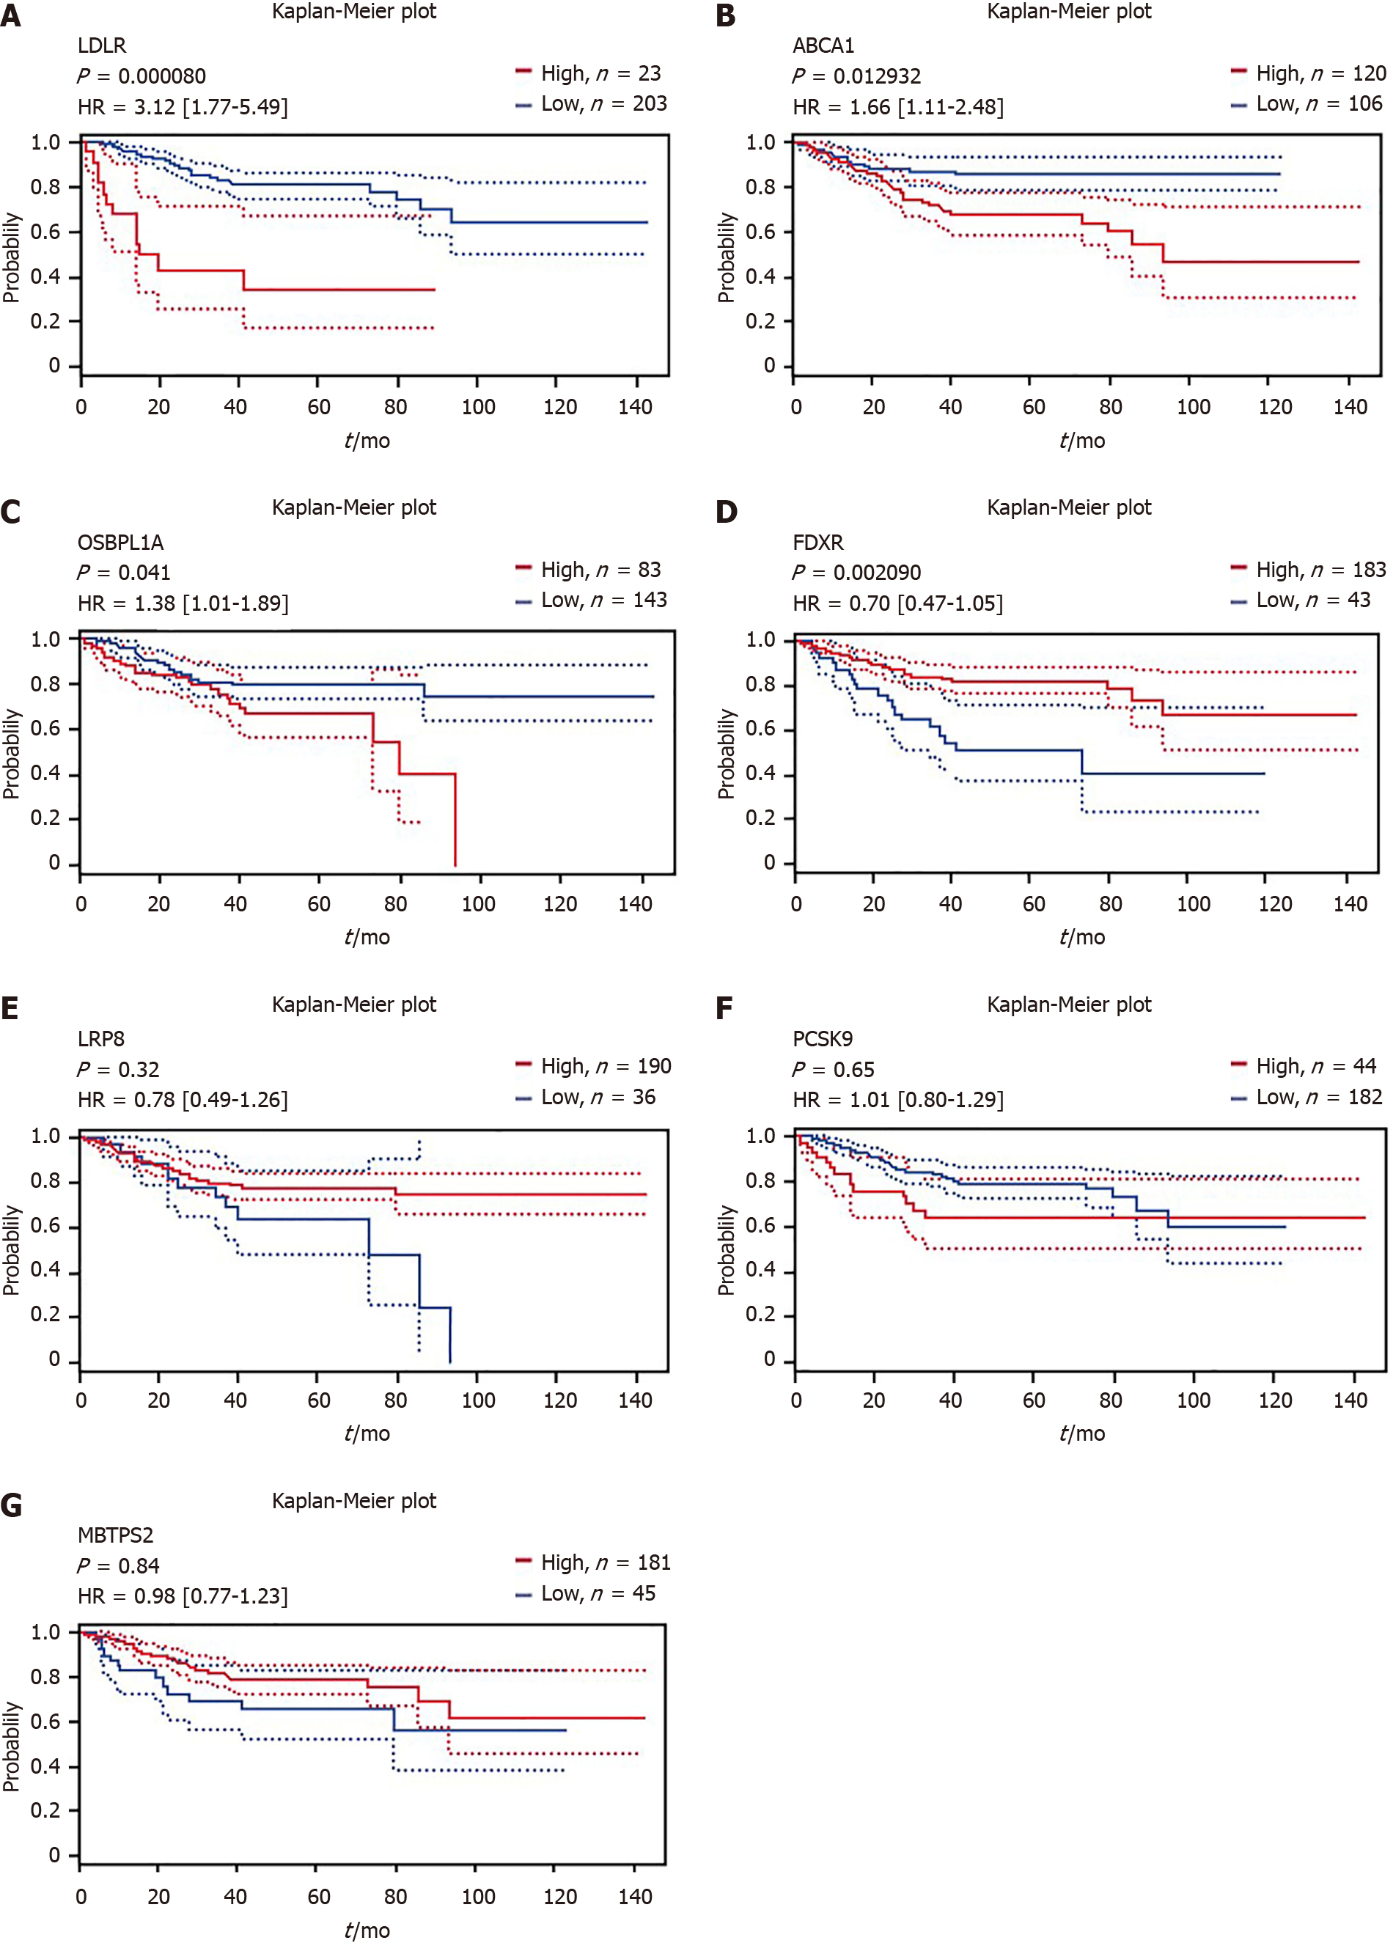 A
Kaplan-Meier plot
LDLR
P = 0.000080
HR = 3.12 [1.77-5.49]
High, n = 23
Low, n = 203
1.0
0.8
0.6
0.4
0.2
0
Probablily
0 20 40 60 80 100 120 140
t/mo
B
Kaplan-Meier plot
ABCA1
P = 0.012932
HR = 1.66 [1.11-2.48]
High, n = 120
Low, n = 106
1.0
0.8
0.6
0.4
0.2
0
Probablily
0 20 40 60 80 100 120 140
t/mo
C
Kaplan-Meier plot
OSBPL1A
P = 0.041
HR = 1.38 [1.01-1.89]
High, n = 83
Low, n = 143
1.0
0.8
0.6
0.4
0.2
0
Probablily
0 20 40 60 80 100 120 140
t/mo
D
Kaplan-Meier plot
FDXR
P = 0.002090
HR = 0.70 [0.47-1.05]
High, n = 183
Low, n = 43
1.0
0.8
0.6
0.4
0.2
0
Probablily
0 20 40 60 80 100 120 140
t/mo
E
Kaplan-Meier plot
LRP8
P = 0.32
HR = 0.78 [0.49-1.26]
High, n = 190
Low, n = 36
1.0
0.8
0.6
0.4
0.2
0
Probablily
0 20 40 60 80 100 120 140
t/mo
F
Kaplan-Meier plot
PCSK9
P = 0.65
HR = 1.01 [0.80-1.29]
High, n = 44
Low, n = 182
1.0
0.8
0.6
0.4
0.2
0
Probablily
0 20 40 60 80 100 120 140
t/mo
G
Kaplan-Meier plot
MBTPS2
P = 0.84
HR = 0.98 [0.77-1.23]
High, n = 181
Low, n = 45
1.0
0.8
0.6
0.4
0.2
0
Probablily
0 20 40 60 80 100 120 140
t/mo